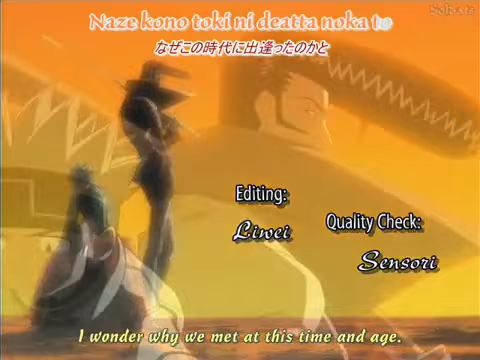 Naze kono toki ni deatta noka to
なぜこの時代に出逢ったのかと
Editing:
Liwei
Quality Check:
Sensori
I wonder why we met at this time and age.